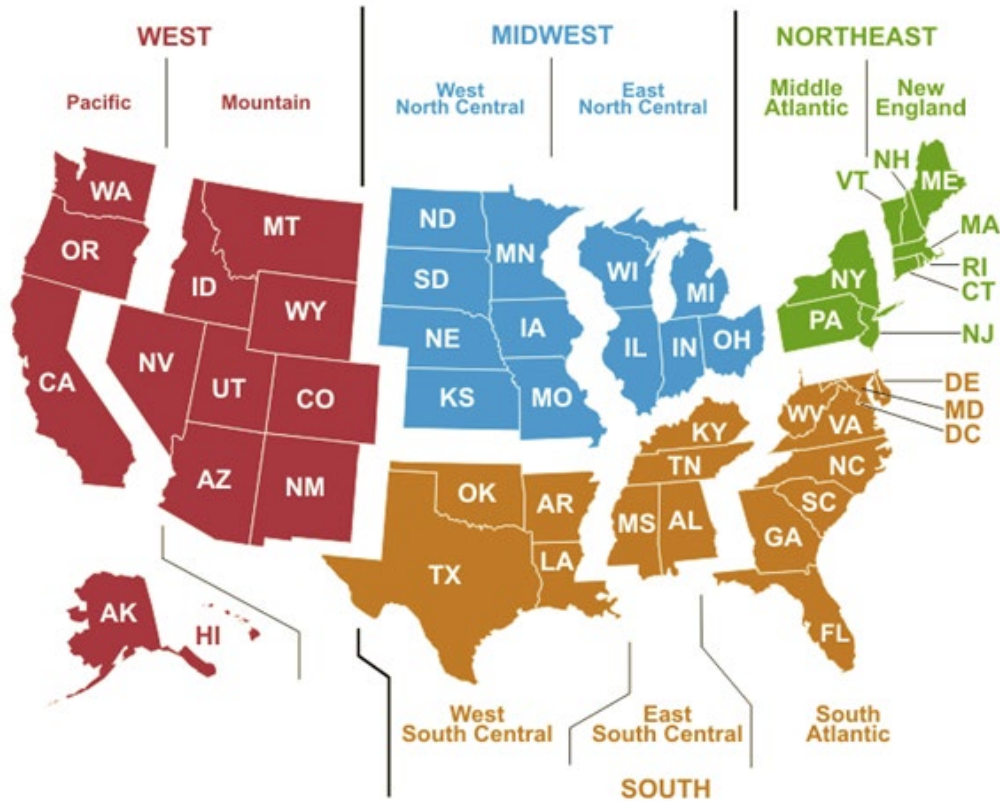 WEST
MIDWEST
NORTHEAST
Pacific
Mountain
West
North Central
East
North Central
Middle
Atlantic
New
England
WA
OR
CA
NV
ID
MT
WY
UT
CO
AZ
NM
AK
HI
ND
SD
NE
KS
MN
IA
MO
WI
MI
IL
IN
OH
NH
VT
ME
MA
RI
CT
NY
PA
NJ
DE
MD
DC
WV
VA
KY
TN
NC
SC
OK
AR
TX
LA
MS
AL
GA
FL
West
South Central
East
South Central
South
Atlantic
SOUTH